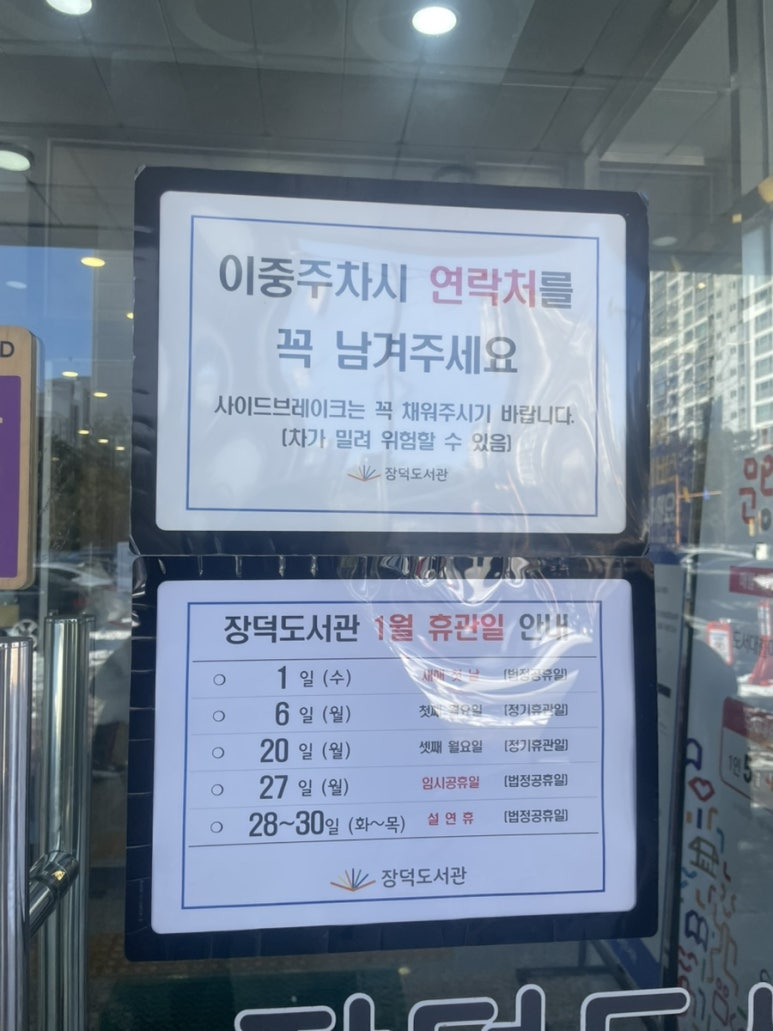 이중주차시 연락처를
꼭 남겨주세요
사이드브레이크는 꼭 채워주시기 바랍니다.
(차가 밀려 위험할 수 있음)
장덕도서관
장덕도서관 1월 휴관일 안내
○ 1일 (수) 새해 첫 날 [법정공휴일]
○ 6일 (월) 첫째 월요일 [정기휴관일]
○ 20일 (월) 셋째 월요일 [정기휴관일]
○ 27일 (월) 임시공휴일 [법정공휴일]
○ 28~30일 (화~목) 설 연 휴 [법정공휴일]
장덕도서관